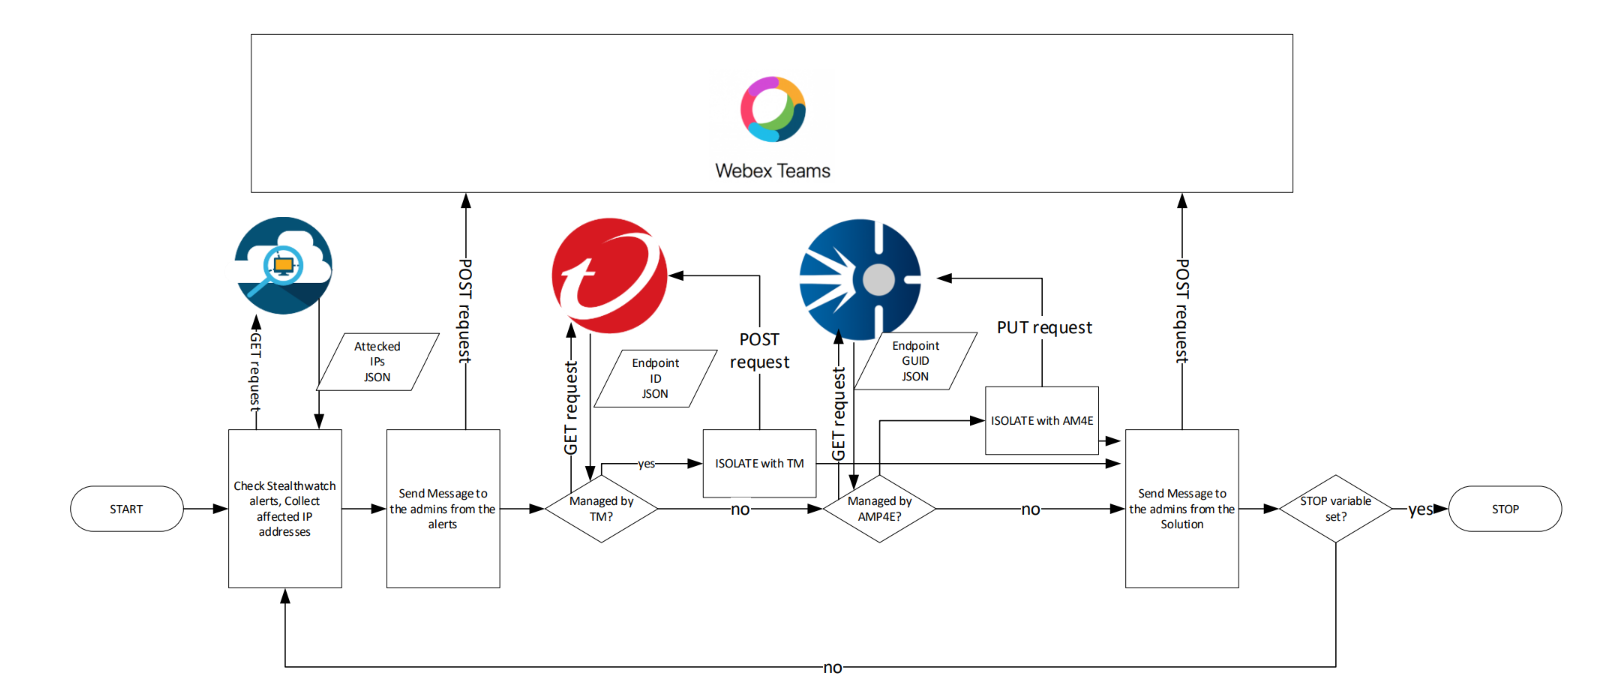 Webex Teams
GET request
Attecked
IPs
JSON
POST request
GET request
Endpoint
ID
JSON
POST
request
GET request
Endpoint
GUID
JSON
PUT request
POST request
START
Check Stealthwatch
alerts, Collect
affected IP
addresses
Send Message to
the admins from the
alerts
Managed by
TM?
yes
ISOLATE with TM
no
Managed by
AMP4E?
ISOLATE with AM4E
no
Send Message to
the admins from the
Solution
STOP variable
set?
yes
STOP
no